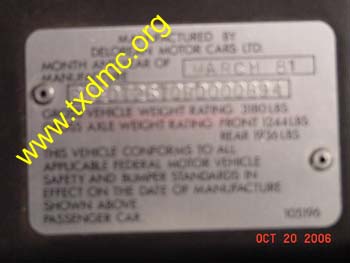 MANUFACTURED BY
DELOREAN MOTOR CARS LTD.
MONTH AND YEAR OF
MANUFACTURE MARCH 81
GROSS VEHICLE WEIGHT RATING 3180 LBS
GROSS AXLE WEIGHT RATING FRONT 1244 LBS
REAR 1936 LBS
THIS VEHICLE CONFORMS TO ALL
APPLICABLE FEDERAL MOTOR VEHICLE
SAFETY AND BUMPER STANDARDS IN
EFFECT ON THE DATE OF MANUFACTURE
SHOWN ABOVE
PASSENGER CAR 105196
www.txdmc.org
OCT 20 2006